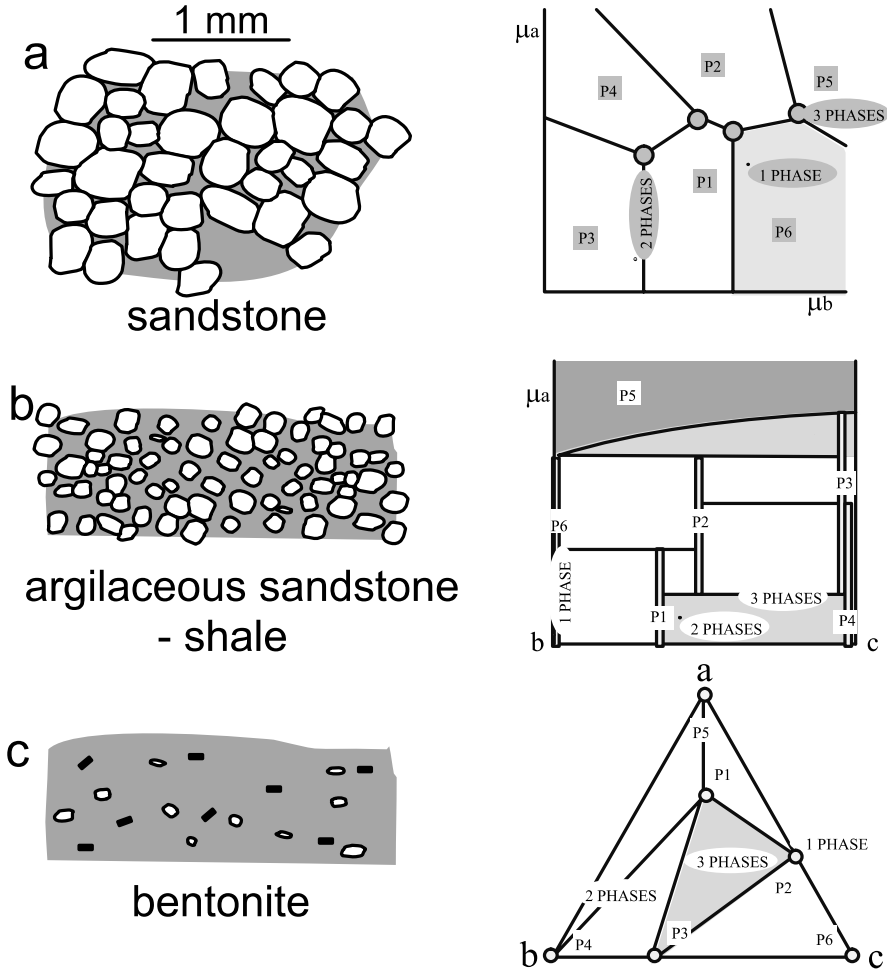 1 mm
a
sandstone
μa
P4
P2
P5
3 PHASES
1 PHASE
P1
2 PHASES
P3
P6
μb
b
argilaceous sandstone
- shale
μa
P5
P3
P6
P2
1 PHASE
3 PHASES
P1
2 PHASES
P4
b
c
c
bentonite
a
P5
P1
1 PHASE
3 PHASES
P2
2 PHASES
P3
P4
P6
b
c